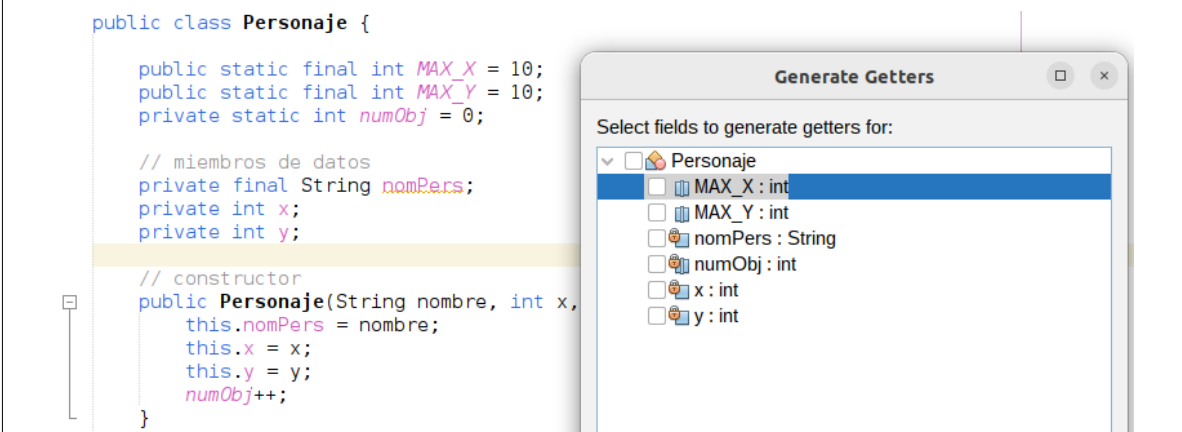 public class Personaje {
public static final int MAX_X = 10;
public static final int MAX_Y = 10;
private static int numObj = 0;
// miembros de datos
private final String nomPers;
private int x;
private int y;
// constructor
public Personaje(String nombre, int x,
this.nomPers = nombre;
this.x = x;
this.y = y;
numObj++;
}
Generate Getters
Select fields to generate getters for:
Personaje
MAX_X : int
MAX_Y : int
nomPers : String
numObj : int
x : int
y : int